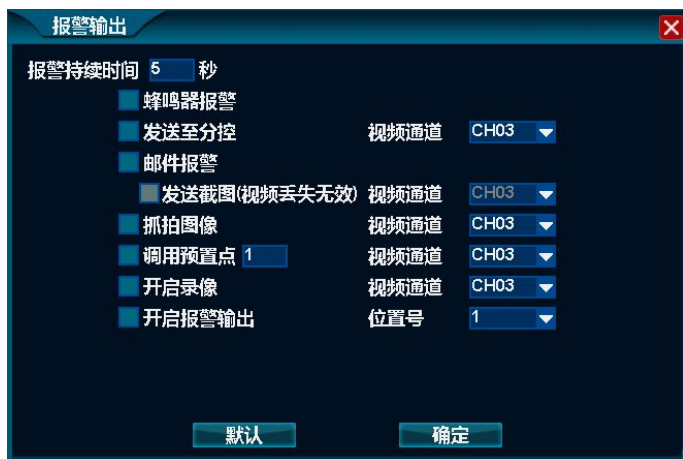 报警输出
报警持续时间 5 秒
蜂鸣器报警
发送至分控 视频通道 CH03
邮件报警
发送截图(视频丢失无效) 视频通道 CH03
抓拍图像 视频通道 CH03
调用预置点 1 视频通道 CH03
开启录像 视频通道 CH03
开启报警输出 位置号 1
默认 确定